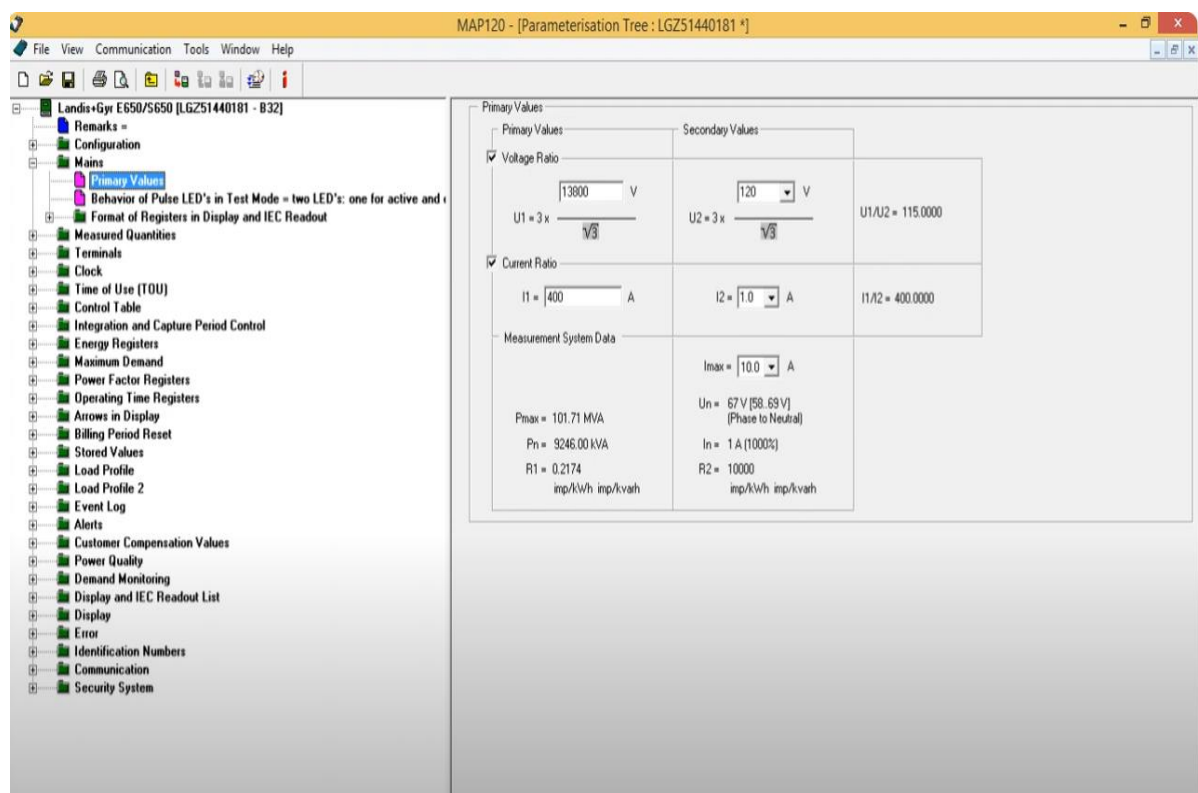 MAP120 - [Parameterisation Tree : LGZ51440181 *]
File View Communication Tools Window Help
Landis+Gyr E650/S650 [LGZ51440181 - B32]
Remarks =
Configuration
Mains
Primary Values
Behavior of Pulse LED's in Test Mode = two LED's: one for active and
Format of Registers in Display and IEC Readout
Measured Quantities
Terminals
Clock
Time of Use (TOU)
Control Table
Integration and Capture Period Control
Energy Registers
Maximum Demand
Power Factor Registers
Operating Time Registers
Arrows in Display
Billing Period Reset
Stored Values
Load Profile
Load Profile 2
Event Log
Alerts
Customer Compensation Values
Power Quality
Demand Monitoring
Display and IEC Readout List
Display
Error
Identification Numbers
Communication
Security System
Primary Values
Primary Values Secondary Values
Voltage Ratio
13800 V 120 V
U1 = 3 x U2 = 3 x U1/U2 = 115.0000
√3 √3
Current Ratio
I1 = 400 A I2 = 1.0 A I1/I2 = 400.0000
Measurement System Data
Imax = 10.0 A
Un = 67 V [58..69 V]
Pmax = 101.71 MVA (Phase to Neutral)
Pn = 9246.00 kVA In = 1 A (1000%)
R1 = 0.2174 R2 = 10000
imp/kWh imp/kvarh imp/kWh imp/kvarh